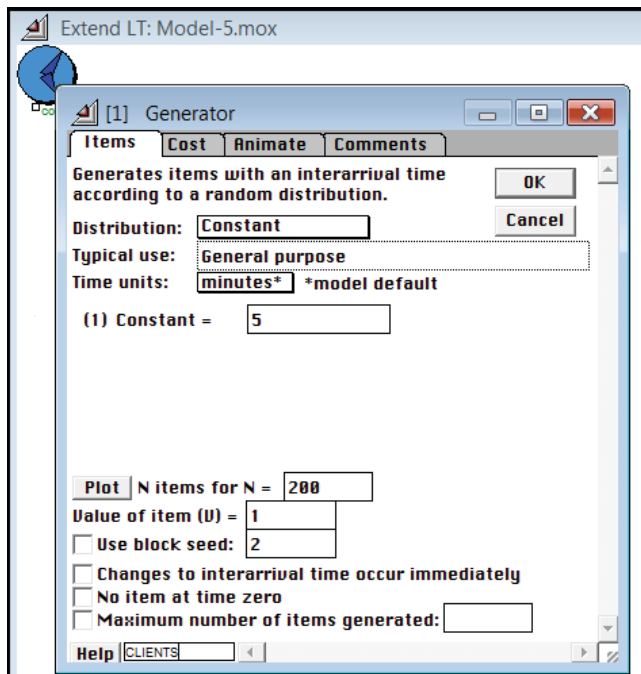 Extend LT: Model-5.mox
[1] Generator
Items Cost Animate Comments
Generates items with an interarrival time
according to a random distribution.
OK
Cancel
Distribution: Constant
Typical use: General purpose
Time units: minutes* *model default
(1) Constant = 5
Plot N items for N = 200
Value of item (V) = 1
Use block seed: 2
Changes to interarrival time occur immediately
No item at time zero
Maximum number of items generated:
Help CLIENTS